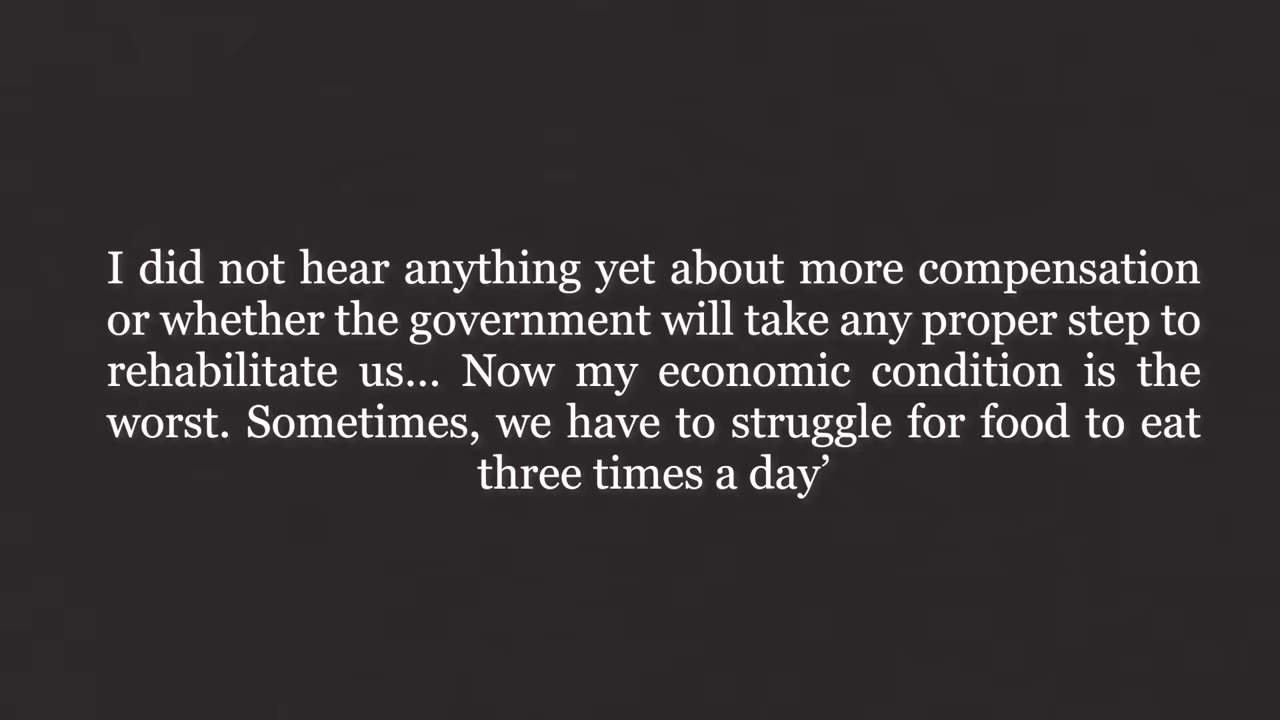 I did not hear anything yet about more compensation
or whether the government will take any proper step to
rehabilitate us... Now my economic condition is the
worst. Sometimes, we have to struggle for food to eat
three times a day’